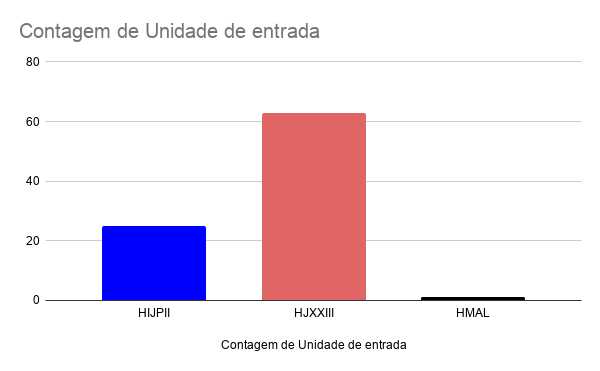 Contagem de Unidade de entrada
80
60
40
20
0
HIJPII
HJXXIII
HMAL
Contagem de Unidade de entrada